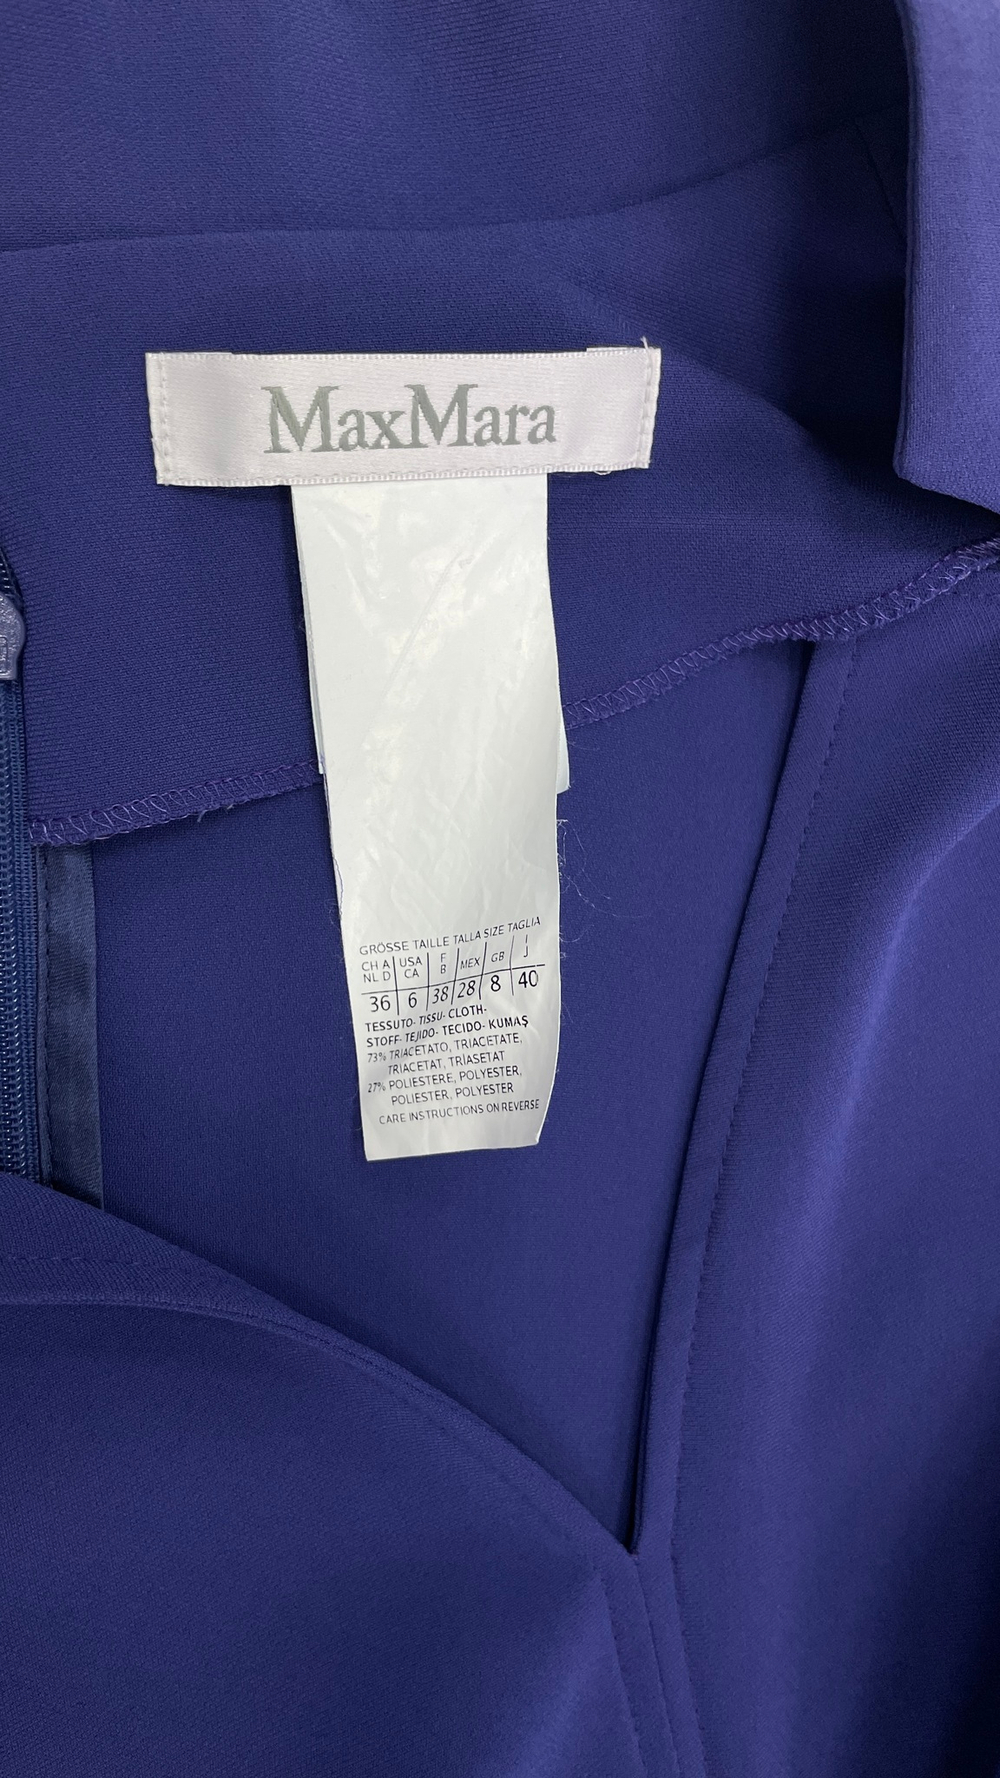 MaxMara
GRÖSSE TAILLE TALLA SIZE TAGLIA
CH A USA F MEX GB I
NL D CA B J
36 6 38 28 8 40
TESSUTO- TISSU- CLOTH-
STOFF- TEJIDO- TECIDO- KUMAŞ
73% TRIACETATO, TRIACETATE,
TRIACETAT, TRİASETAT
27% POLIESTERE, POLYESTER,
POLIESTER, POLYESTER
CARE INSTRUCTIONS ON REVERSE